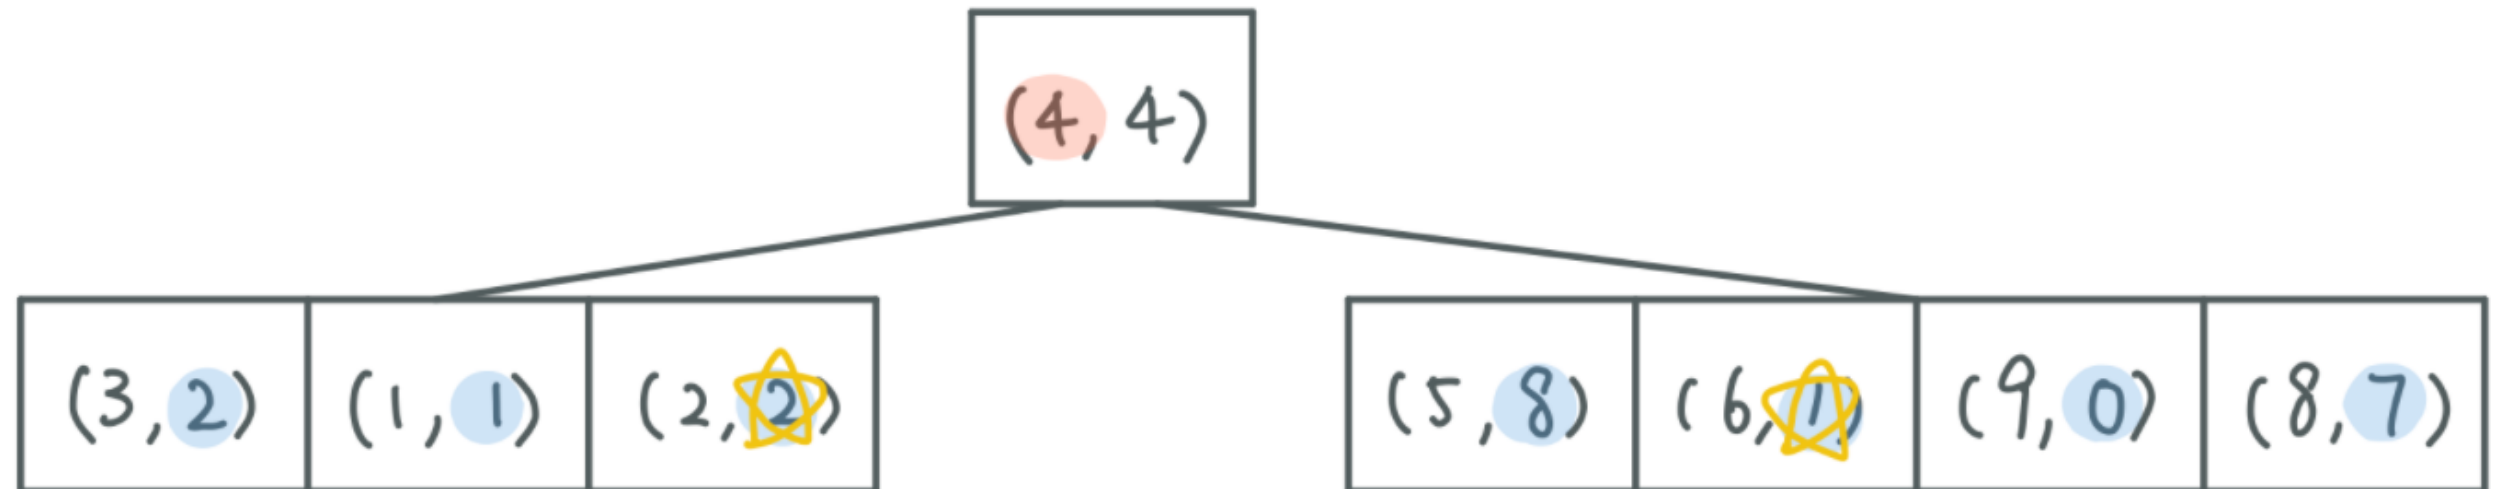 (4, 4)
(3, 2) (1, 1) (2, 2) (5, 8) (6, 1) (9, 0) (8, 7)